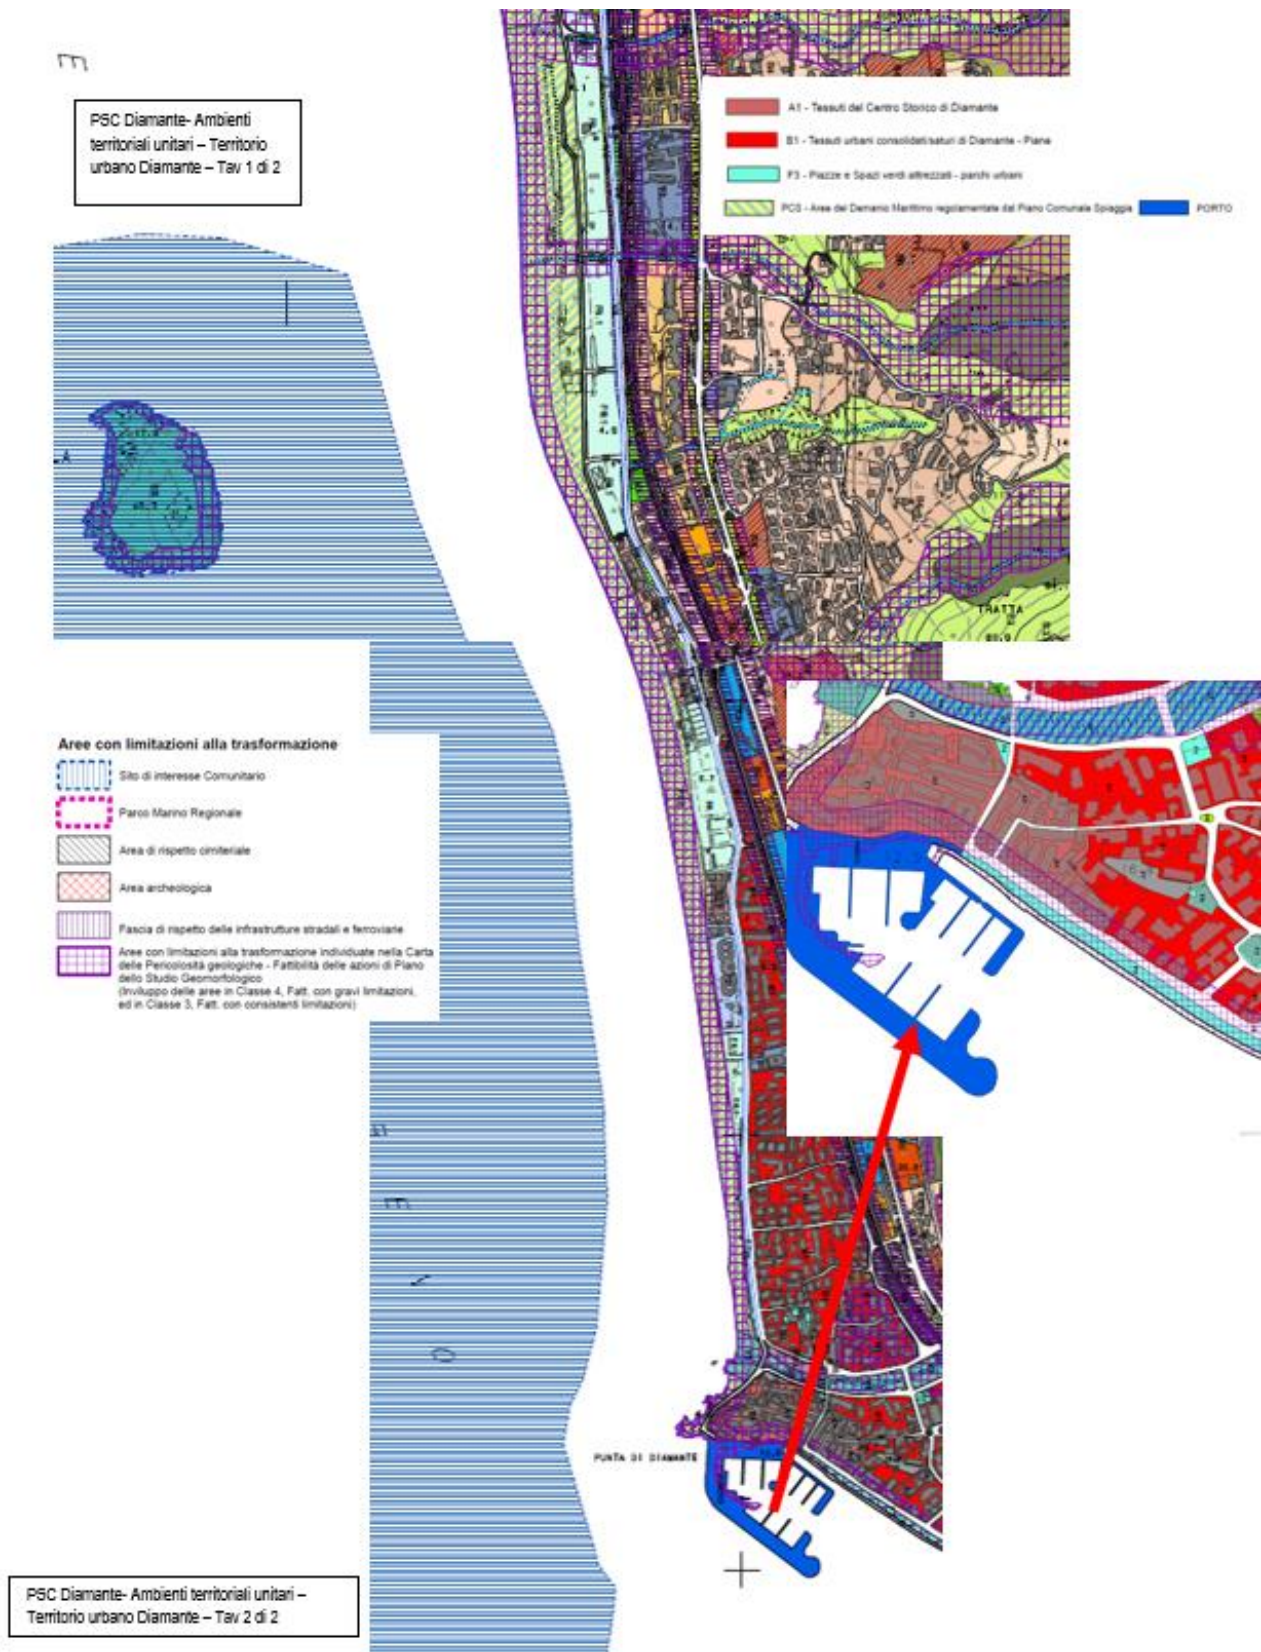 PSC Diamante- Ambienti
territoriali unitari – Territorio
urbano Diamante – Tav 1 di 2
A1 - Tessuti del Centro Storico di Diamante
B1 - Tessuti urbani consolidati/saturi di Diamante - Piane
F3 - Piazze e Spazi verdi attrezzati - parchi urbani
PCS - Aree del Demanio Marittimo regolamentate dal Piano Comunale Spiaggia
PORTO
TRATTA
Aree con limitazioni alla trasformazione
Sito di interesse Comunitario
Parco Marino Regionale
Area di rispetto cimiteriale
Area archeologica
Fascia di rispetto delle infrastrutture stradali e ferroviarie
Aree con limitazioni alla trasformazione individuate nella Carta
delle Pericolosità geologiche - Fattibilità delle azioni di Piano
dello Studio Geomorfologico
(Inviluppo delle aree in Classe 4, Fatt. con gravi limitazioni,
ed in Classe 3, Fatt. con consistenti limitazioni)
PUNTA DI DIAMANTE
PSC Diamante- Ambienti territoriali unitari –
Territorio urbano Diamante – Tav 2 di 2